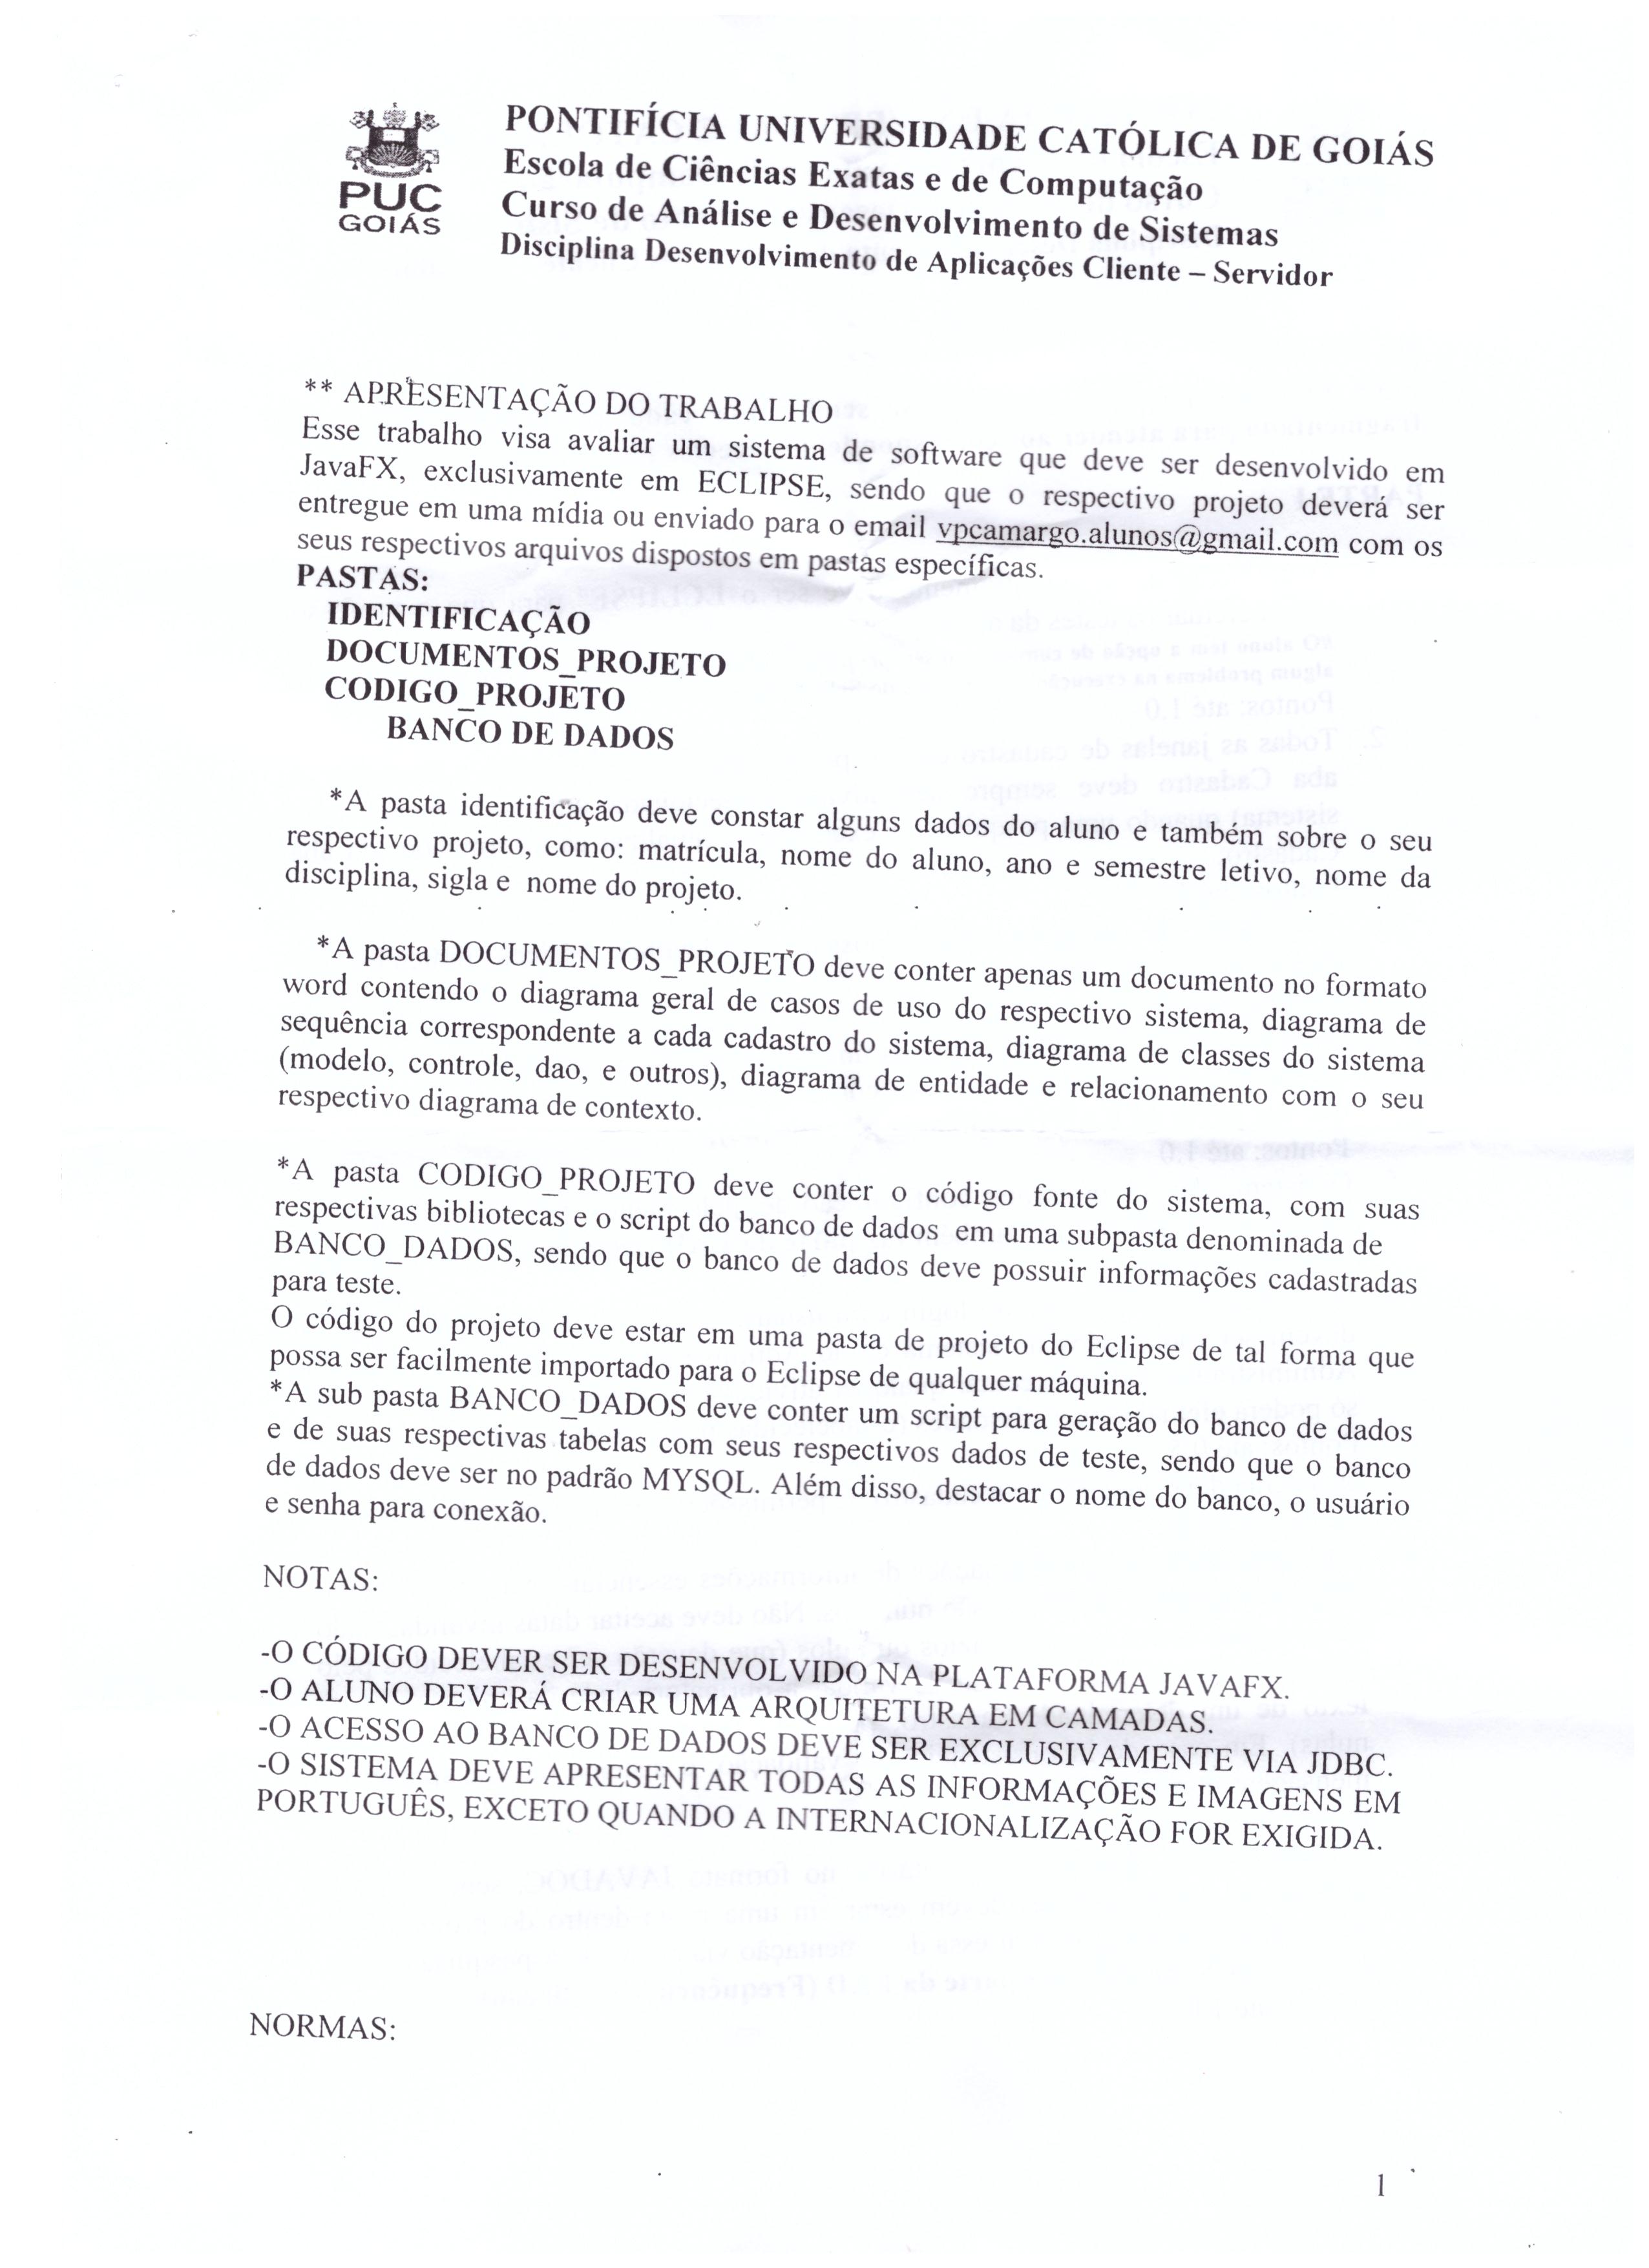 PUC
GOIÁS
PONTIFÍCIA UNIVERSIDADE CATÓLICA DE GOIÁS
Escola de Ciências Exatas e de Computação
Curso de Análise e Desenvolvimento de Sistemas
Disciplina Desenvolvimento de Aplicações Cliente – Servidor
** APRESENTAÇÃO DO TRABALHO
Esse trabalho visa avaliar um sistema de software que deve ser desenvolvido em
JavaFX, exclusivamente em ECLIPSE, sendo que o respectivo projeto deverá ser
entregue em uma mídia ou enviado para o email vpcamargo.alunos@gmail.com com os
seus respectivos arquivos dispostos em pastas específicas.
PASTAS:
IDENTIFICAÇÃO
DOCUMENTOS_PROJETO
CODIGO_PROJETO
BANCO DE DADOS
*A pasta identificação deve constar alguns dados do aluno e também sobre o seu
respectivo projeto, como: matrícula, nome do aluno, ano e semestre letivo, nome da
disciplina, sigla e nome do projeto.
*A pasta DOCUMENTOS_PROJETO deve conter apenas um documento no formato
word contendo o diagrama geral de casos de uso do respectivo sistema, diagrama de
sequência correspondente a cada cadastro do sistema, diagrama de classes do sistema
(modelo, controle, dao, e outros), diagrama de entidade e relacionamento com o seu
respectivo diagrama de contexto.
*A pasta CODIGO_PROJETO deve conter o código fonte do sistema, com suas
respectivas bibliotecas e o script do banco de dados em uma subpasta denominada de
BANCO_DADOS, sendo que o banco de dados deve possuir informações cadastradas
para teste.
O código do projeto deve estar em uma pasta de projeto do Eclipse de tal forma que
possa ser facilmente importado para o Eclipse de qualquer máquina.
*A sub pasta BANCO_DADOS deve conter um script para geração do banco de dados
e de suas respectivas tabelas com seus respectivos dados de teste, sendo que o banco
de dados deve ser no padrão MYSQL. Além disso, destacar o nome do banco, o usuário
e senha para conexão.
NOTAS:
-O CÓDIGO DEVER SER DESENVOLVIDO NA PLATAFORMA JAVAFX.
-O ALUNO DEVERÁ CRIAR UMA ARQUITETURA EM CAMADAS.
-O ACESSO AO BANCO DE DADOS DEVE SER EXCLUSIVAMENTE VIA JDBC.
-O SISTEMA DEVE APRESENTAR TODAS AS INFORMAÇÕES E IMAGENS EM
PORTUGUÊS, EXCETO QUANDO A INTERNACIONALIZAÇÃO FOR EXIGIDA.
NORMAS:
1